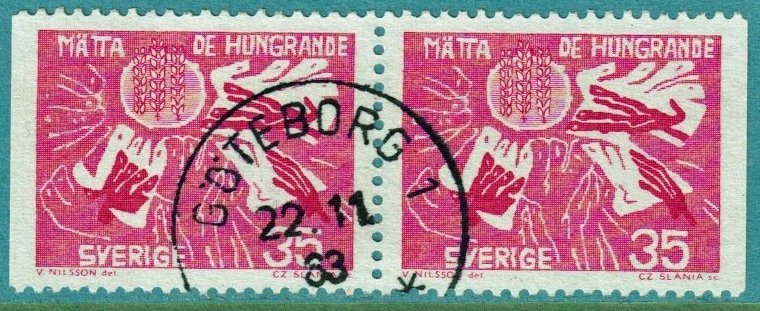 MÄTTA DE HUNGRANDE
SVERIGE 35
V. NILSSON del. CZ. SLANIA
MÄTTA DE HUNGRANDE
SVERIGE 35
V. NILSSON del. CZ. SLANIA sc.
GÖTEBORG 1
22. 11
63